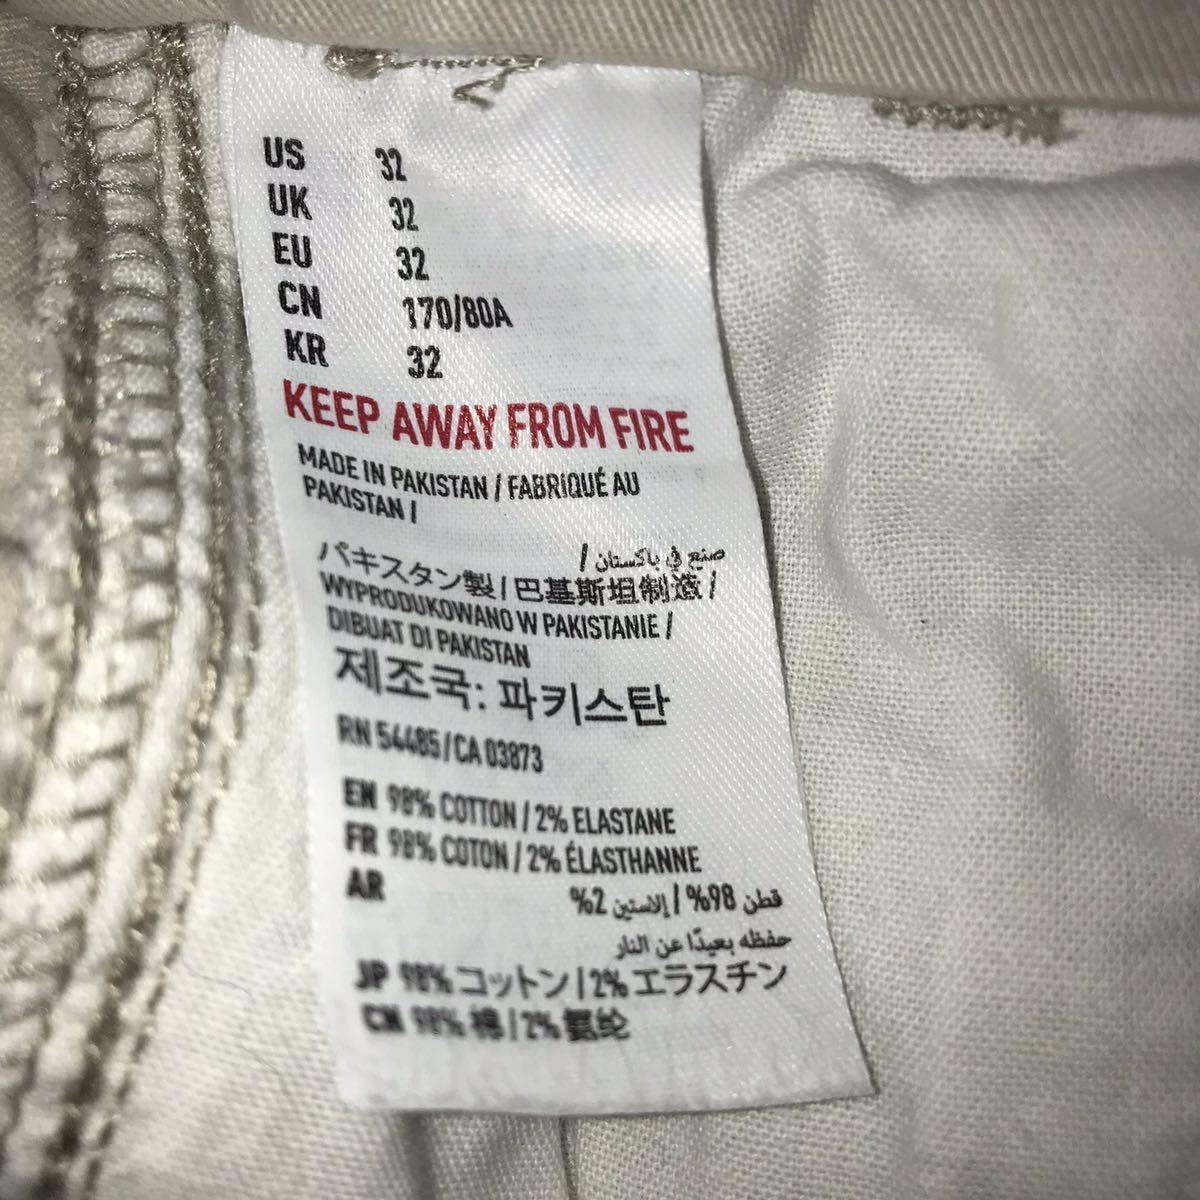 US 32
UK 32
EU 32
CN 170/80A
KR 32
KEEP AWAY FROM FIRE
MADE IN PAKISTAN / FABRIQUÉ AU
PAKISTAN /
صنع في باكستان /
パキスタン製 / 巴基斯坦制造 /
WYPRODUKOWANO W PAKISTANIE /
DIBUAT DI PAKISTAN
제조국: 파키스탄
RN 54485 / CA 03873
EN 98% COTTON / 2% ELASTANE
FR 98% COTON / 2% ÉLASTHANNE
AR قطن 98% / إلاستين 2%
حفظه بعيدًا عن النار
JP 98% コットン / 2% エラスチン
CN 98% 棉 / 2% 氨纶